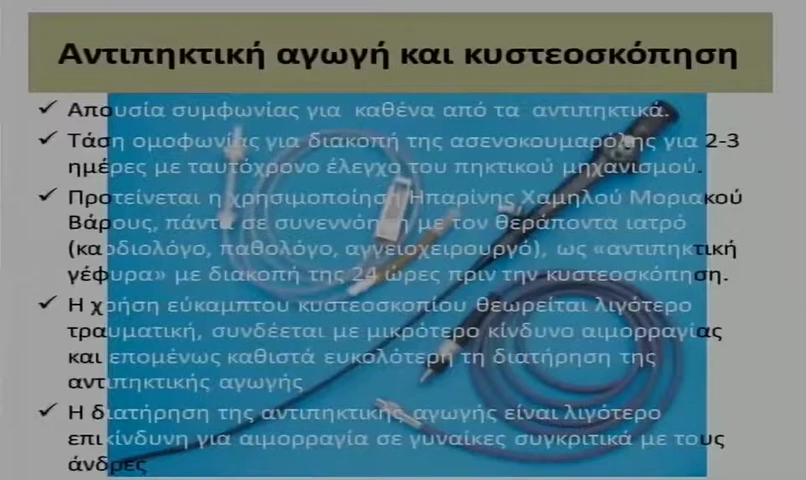 Αντιπηκτική αγωγή και κυστεοσκόπηση
✓ Απουσία συμφωνίας για καθένα από τα αντιπηκτικά.
✓ Τάση ομοφωνίας για διακοπή της ασενοκουμαρόλης για 2-3
ημέρες με ταυτόχρονο έλεγχο του πηκτικού μηχανισμού.
✓ Προτείνεται η χρησιμοποίηση Ηπαρίνης Χαμηλού Μοριακού
Βάρους, πάντα σε συνεννόηση με τον θεράποντα ιατρό
(καρδιολόγο, παθολόγο, αγγειοχειρουργό), ως «αντιπηκτική
γέφυρα» με διακοπή της 24 ώρες πριν την κυστεοσκόπηση.
✓ Η χρήση εύκαμπτου κυστεοσκοπίου θεωρείται λιγότερο
τραυματική, συνδέεται με μικρότερο κίνδυνο αιμορραγίας
και επομένως καθιστά ευκολότερη τη διατήρηση της
αντιπηκτικής αγωγής
✓ Η διατήρηση της αντιπηκτικής αγωγής είναι λιγότερο
επικίνδυνη για αιμορραγία σε γυναίκες συγκριτικά με τους
άνδρες